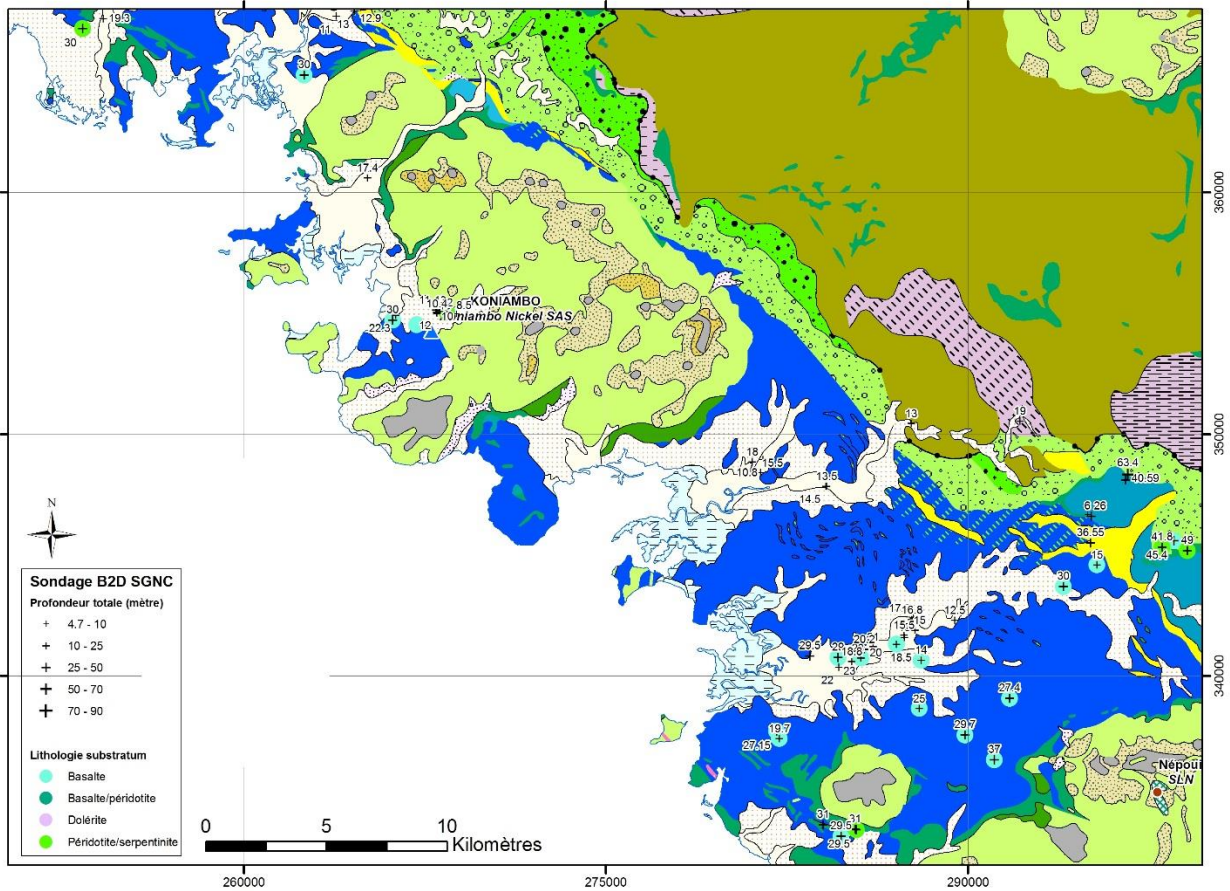 19.3
30
11
13
12.9
30
17.4
360000
30
22.3
12
10.42
8.5
10
KONIAMBO
niambo Nickel SAS
13
19
350000
18
15.5
10.8
13.5
14.5
63.4
40.59
6.26
36.55
41.8
49
45.4
15
30
17
16.8
15
12.5
15.5
20.2
29.5
18.8
20
18.5
14
22
23
340000
25
27.4
19.7
27.15
29.7
37
Népoui
SLN
31
29.5
31
29.5
N
Sondage B2D SGNC
Profondeur totale (mètre)
4.7 - 10
10 - 25
25 - 50
50 - 70
70 - 90
Lithologie substratum
Basalte
Basalte/péridotite
Dolérite
Péridotite/serpentinite
0 5 10
Kilomètres
260000 275000 290000